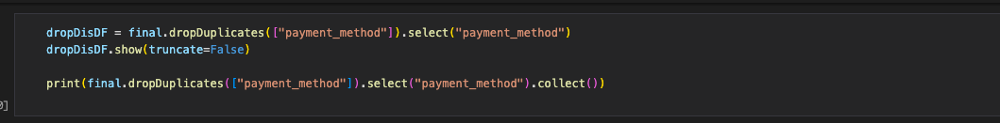 dropDisDF = final.dropDuplicates(["payment_method"]).select("payment_method")
dropDisDF.show(truncate=False)
print(final.dropDuplicates(["payment_method"]).select("payment_method").collect())
]